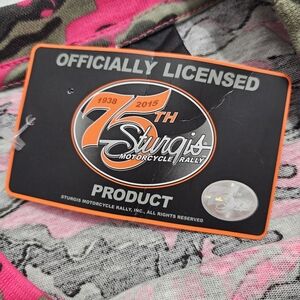 OFFICIALLY LICENSED
1938 2015
75TH
Sturgis
MOTORCYCLE RALLY
PRODUCT
STURGIS MOTORCYCLE RALLY, INC., ALL RIGHTS RESERVED